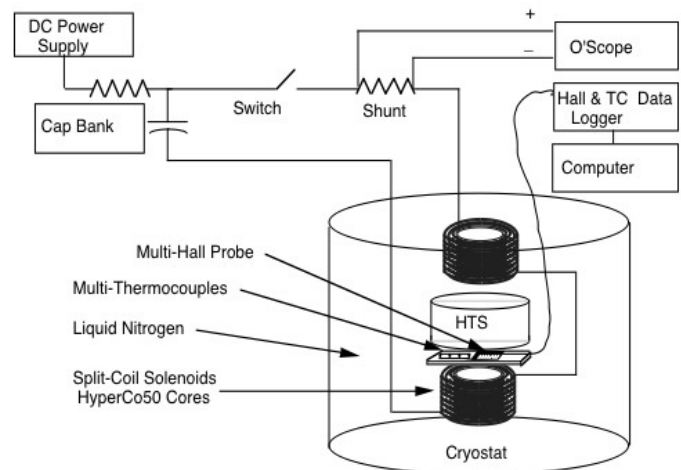 DC Power
Supply
+
_
O'Scope
Switch
Shunt
Cap Bank
Hall & TC Data
Logger
Computer
Multi-Hall Probe
Multi-Thermocouples
HTS
Liquid Nitrogen
Split-Coil Solenoids
HyperCo50 Cores
Cryostat